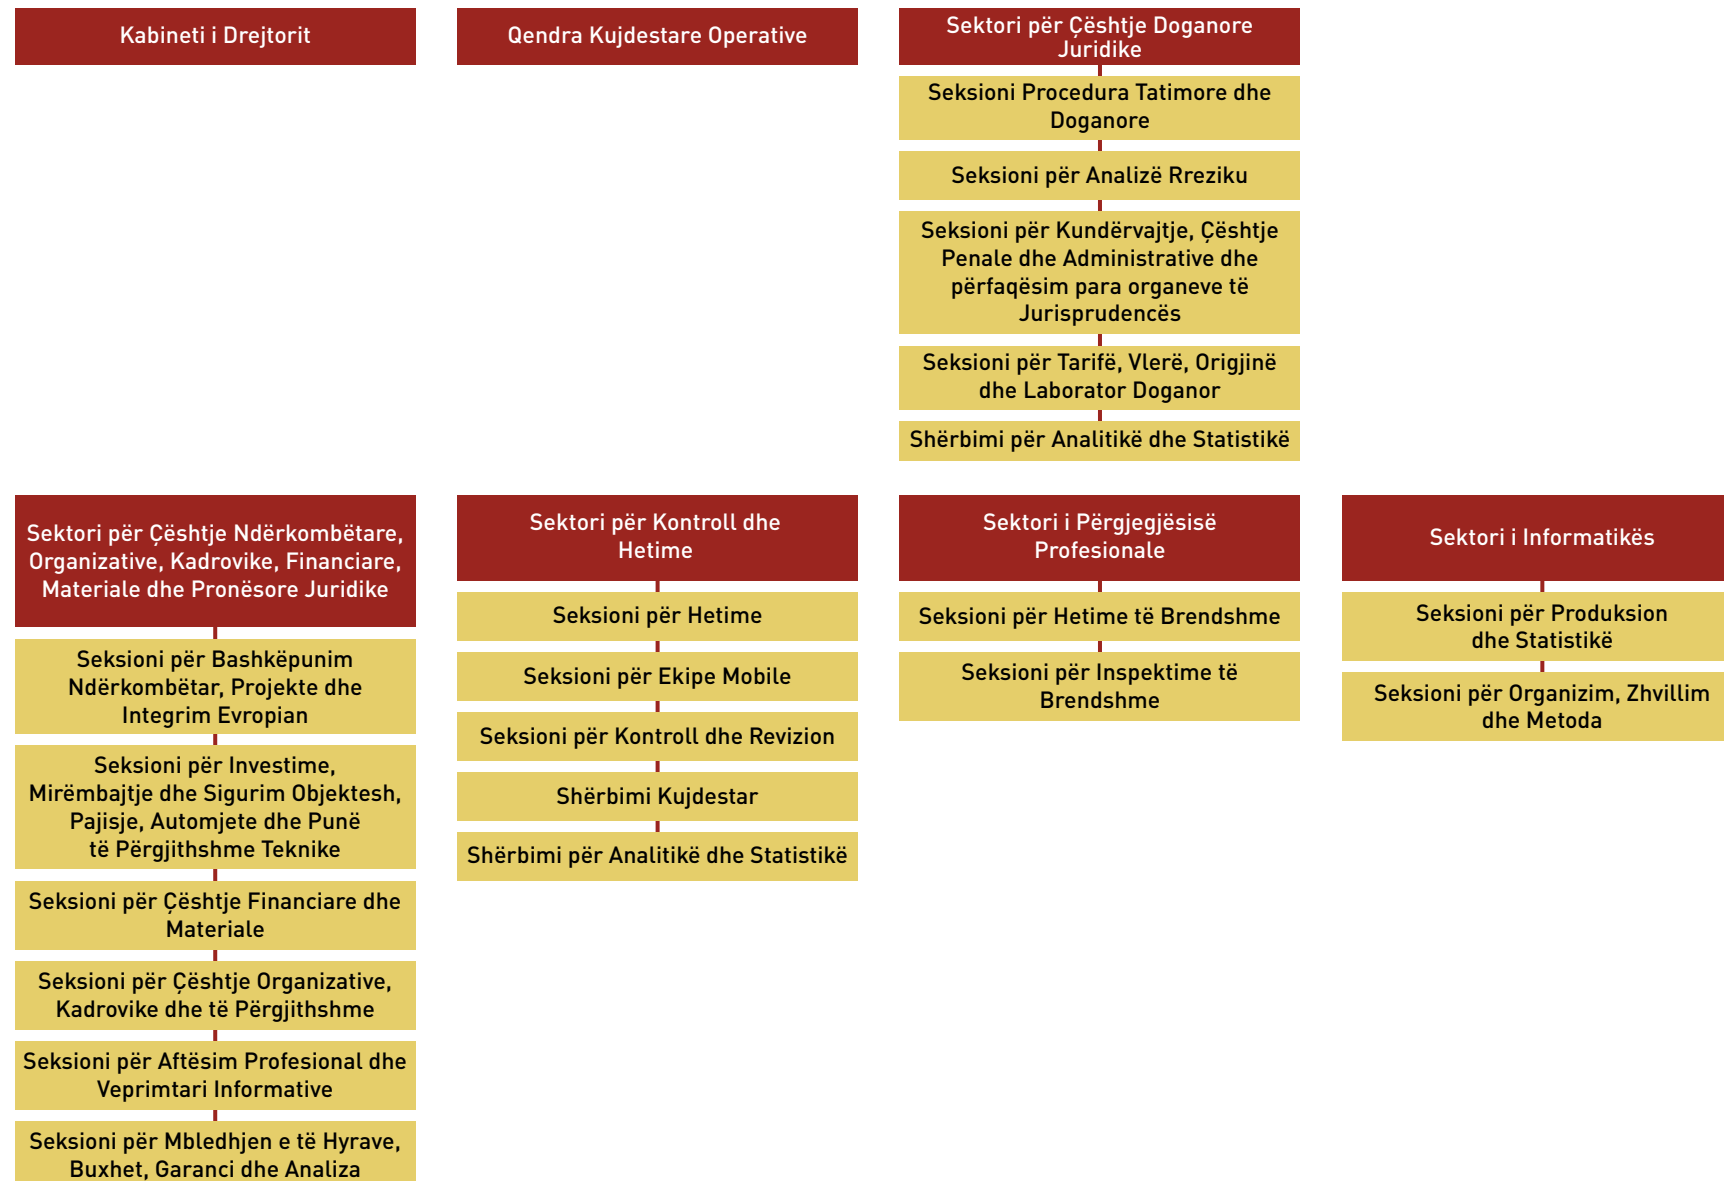 Kabineti i Drejtorit
Qendra Kujdestare Operative
Sektori për Çështje Doganore
Juridike
Seksioni Procedura Tatimore dhe
Doganore
Seksioni për Analizë Rreziku
Seksioni për Kundërvajtje, Çështje
Penale dhe Administrative dhe
përfaqësim para organeve të
Jurisprudencës
Seksioni për Tarifë, Vlerë, Origjinë
dhe Laborator Doganor
Shërbimi për Analitikë dhe Statistikë
Sektori për Çështje Ndërkombëtare,
Organizative, Kadrovike, Financiare,
Materiale dhe Pronësore Juridike
Seksioni për Bashkëpunim
Ndërkombëtar, Projekte dhe
Integrim Evropian
Seksioni për Investime,
Mirëmbajtje dhe Sigurim Objektesh,
Pajisje, Automjete dhe Punë
të Përgjithshme Teknike
Seksioni për Çështje Financiare dhe
Materiale
Seksioni për Çështje Organizative,
Kadrovike dhe të Përgjithshme
Seksioni për Aftësim Profesional dhe
Veprimtari Informative
Seksioni për Mbledhjen e të Hyrave,
Buxhet, Garanci dhe Analiza
Sektori për Kontroll dhe
Hetime
Seksioni për Hetime
Seksioni për Ekipe Mobile
Seksioni për Kontroll dhe Revizion
Shërbimi Kujdestar
Shërbimi për Analitikë dhe Statistikë
Sektori i Përgjegjësisë
Profesionale
Seksioni për Hetime të Brendshme
Seksioni për Inspektime të
Brendshme
Sektori i Informatikës
Seksioni për Produksion
dhe Statistikë
Seksioni për Organizim, Zhvillim
dhe Metoda